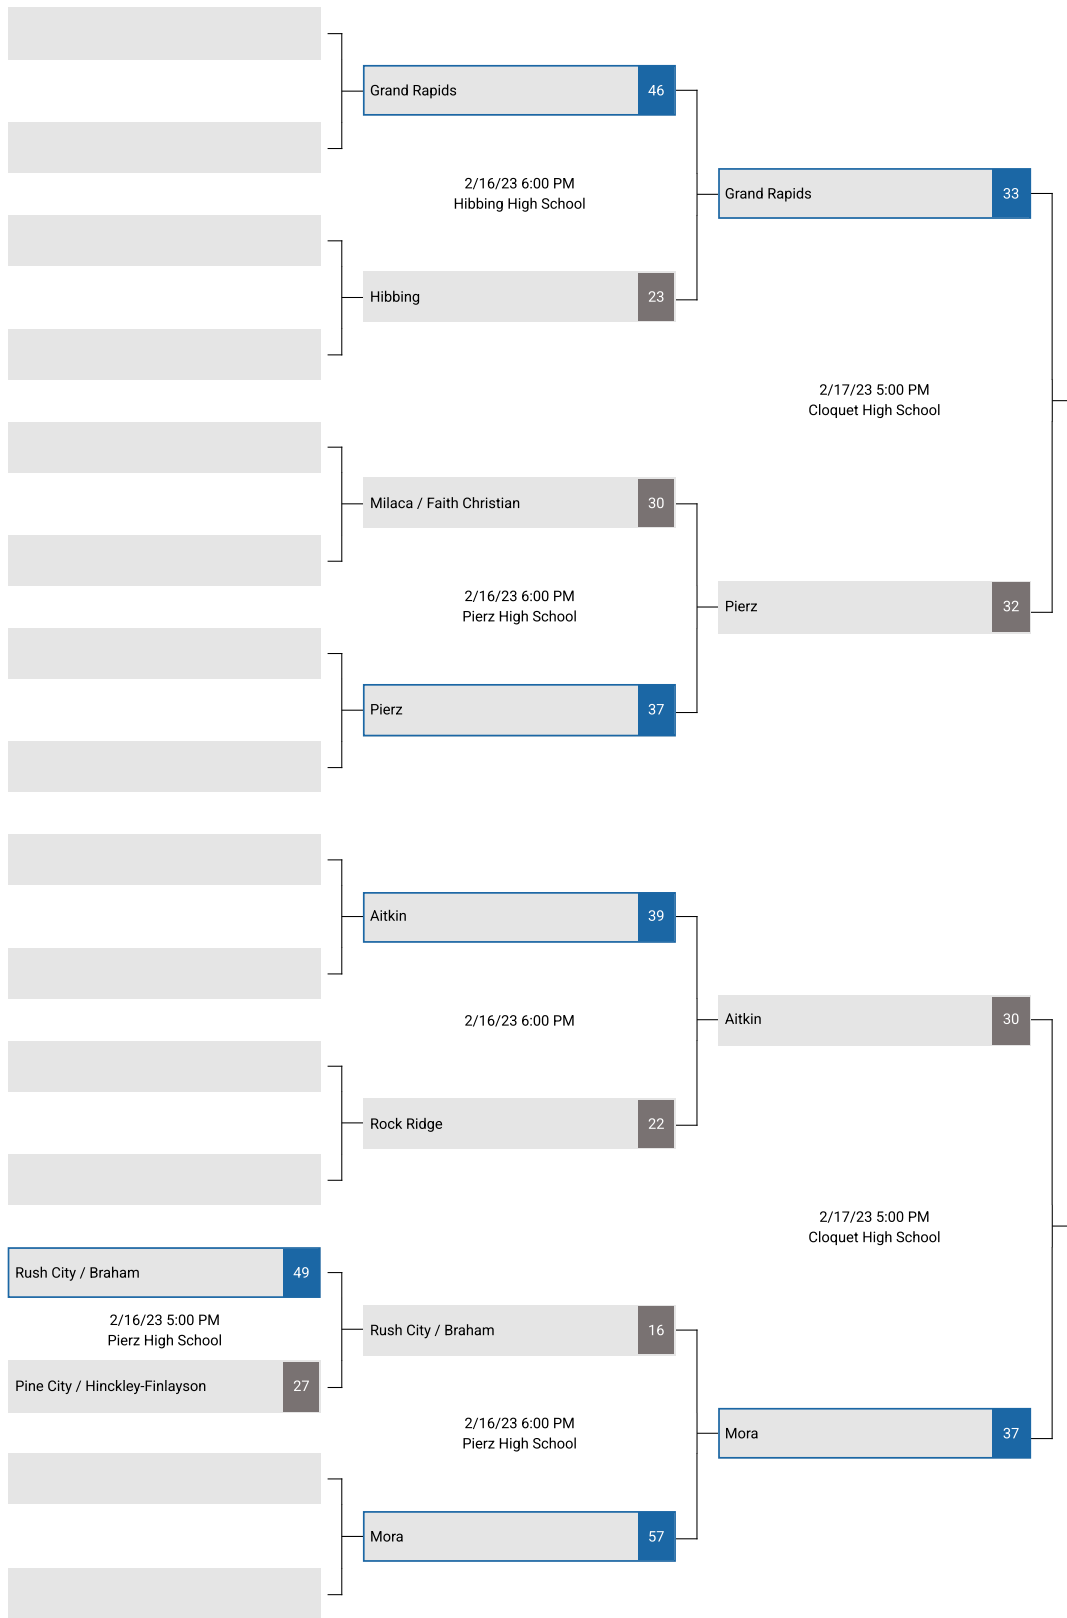 Grand Rapids 46
2/16/23 6:00 PM
Hibbing High School
Hibbing 23
Grand Rapids 33
2/17/23 5:00 PM
Cloquet High School
Milaca / Faith Christian 30
2/16/23 6:00 PM
Pierz High School
Pierz 37
Pierz 32
Aitkin 39
2/16/23 6:00 PM
Rock Ridge 22
Aitkin 30
2/17/23 5:00 PM
Cloquet High School
Rush City / Braham 49
2/16/23 5:00 PM
Pierz High School
Pine City / Hinckley-Finlayson 27
Rush City / Braham 16
2/16/23 6:00 PM
Pierz High School
Mora 57
Mora 37